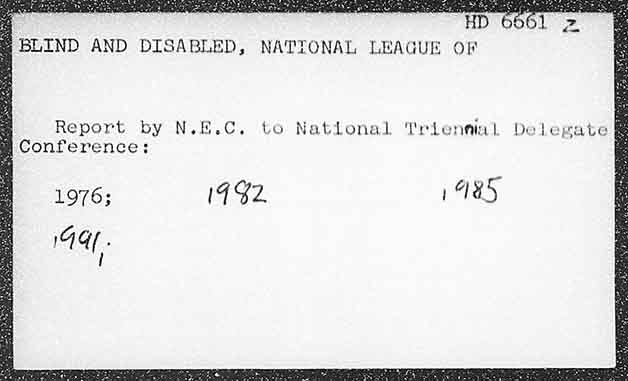 HD 6661 Z
BLIND AND DISABLED, NATIONAL LEAGUE OF
Report by N.E.C. to National Triennial Delegate
Conference:
1976; 1982 1985
1991;